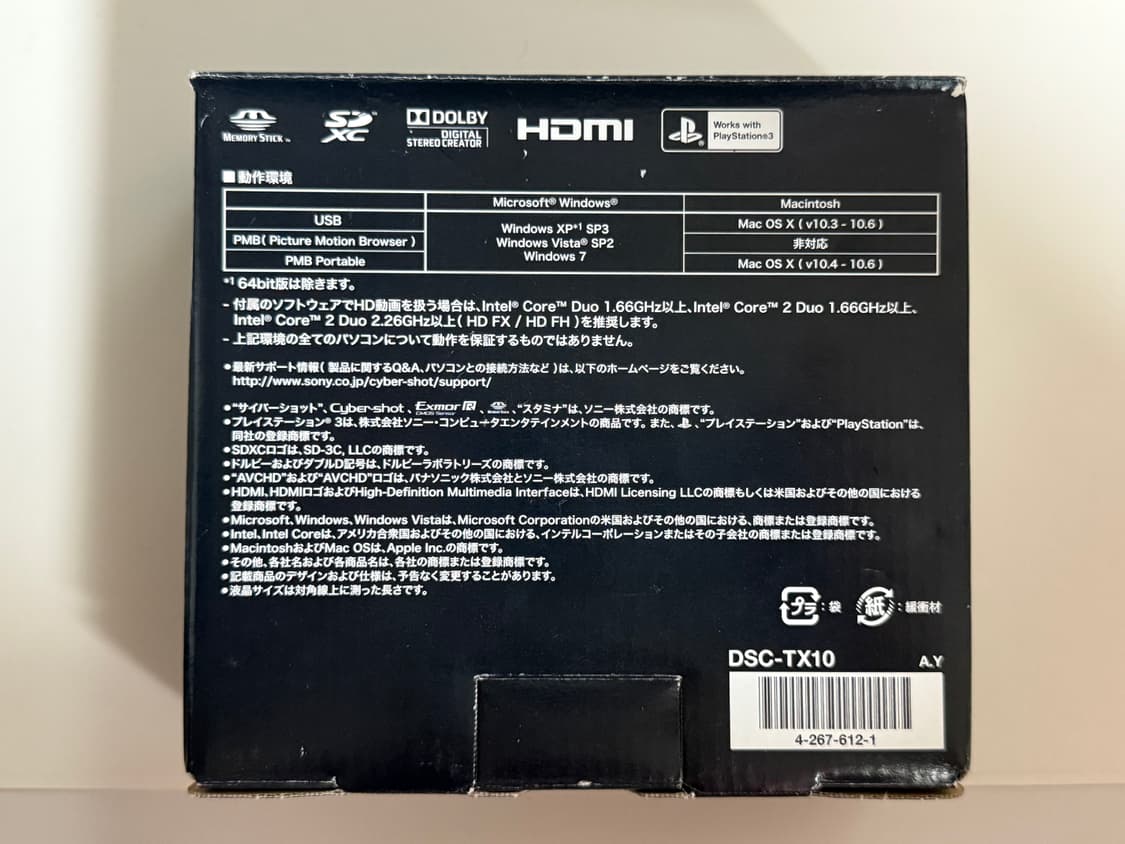 MEMORY STICK™
SD XC™
DOLBY DIGITAL STEREO CREATOR
HDMI
Works with PlayStation®3
■動作環境
Microsoft® Windows® Macintosh
USB Windows XP*1 SP3 Windows Vista® SP2 Windows 7 Mac OS X ( v10.3 - 10.6 )
PMB( Picture Motion Browser ) 非対応
PMB Portable Mac OS X ( v10.4 - 10.6 )
*1 64bit版は除きます。
- 付属のソフトウェアでHD動画を扱う場合は、Intel® Core™ Duo 1.66GHz以上、Intel® Core™ 2 Duo 1.66GHz以上、
Intel® Core™ 2 Duo 2.26GHz以上( HD FX / HD FH )を推奨します。
- 上記環境の全てのパソコンについて動作を保証するものではありません。
●最新サポート情報( 製品に関するQ&A、パソコンとの接続方法など )は、以下のホームページをご覧ください。
http://www.sony.co.jp/cyber-shot/support/
●“サイバーショット”、Cyber-shot、Exmor R CMOS Sensor、、“スタミナ”は、ソニー株式会社の商標です。
●プレイステーション® 3は、株式会社ソニー・コンピュータエンタテインメントの商品です。また、、“プレイステーション”および“PlayStation”は、
同社の登録商標です。
●SDXCロゴは、SD-3C, LLCの商標です。
●ドルビーおよびダブルD記号は、ドルビーラボラトリーズの商標です。
●“AVCHD”および“AVCHD”ロゴは、パナソニック株式会社とソニー株式会社の商標です。
●HDMI、HDMIロゴおよびHigh-Definition Multimedia Interfaceは、HDMI Licensing LLCの商標もしくは米国およびその他の国における
登録商標です。
●Microsoft、Windows、Windows Vistaは、Microsoft Corporationの米国およびその他の国における、商標または登録商標です。
●Intel、Intel Coreは、アメリカ合衆国およびその他の国における、インテルコーポレーションまたはその子会社の商標または登録商標です。
●MacintoshおよびMac OSは、Apple Inc.の商標です。
●その他、各社名および各商品名は、各社の商標または登録商標です。
●記載商品のデザインおよび仕様は、予告なく変更することがあります。
●液晶サイズは対角線上に測った長さです。
プラ : 袋 紙 : 緩衝材
DSC-TX10 A.Y
4-267-612-1